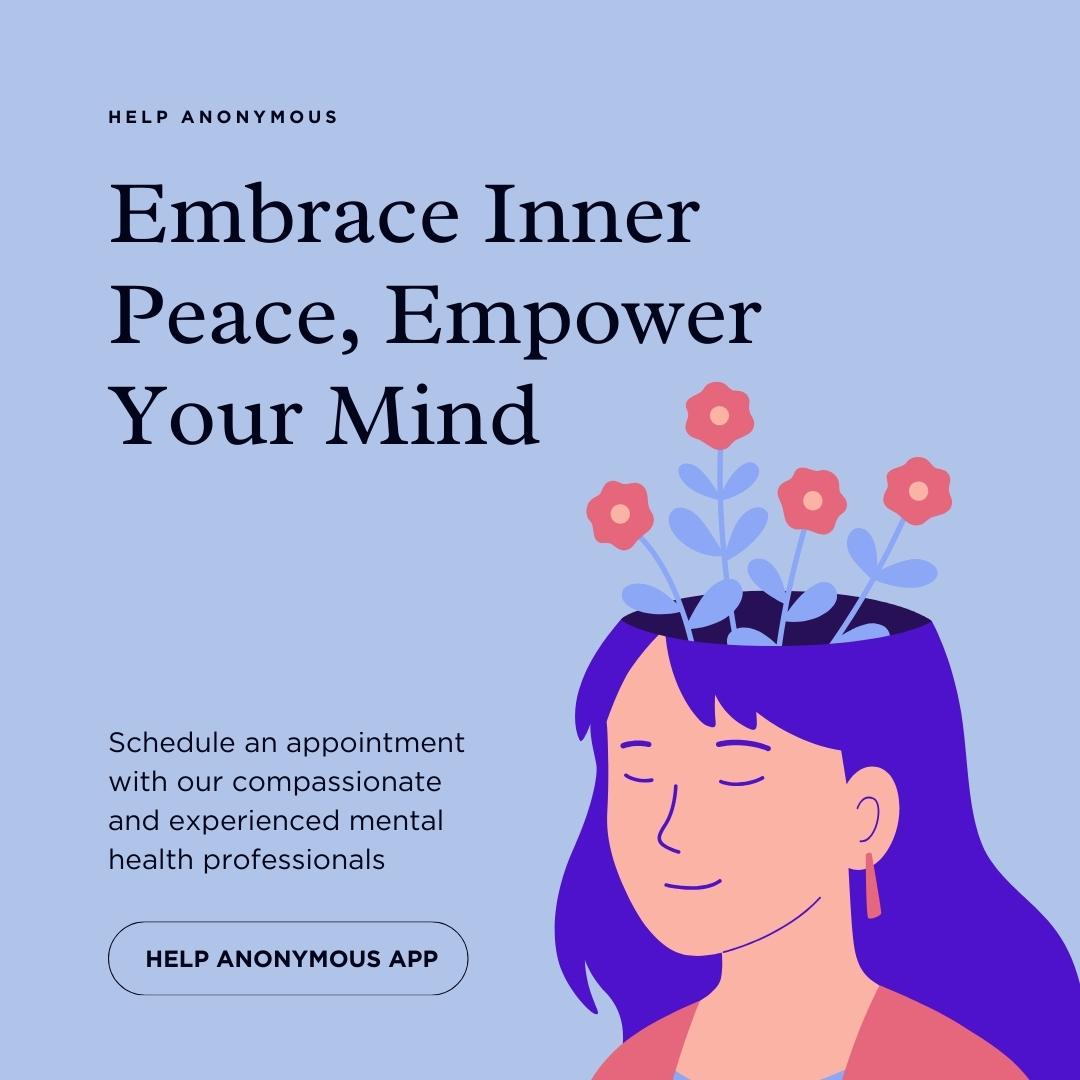 HELP ANONYMOUS
Embrace Inner
Peace, Empower
Your Mind
Schedule an appointment
with our compassionate
and experienced mental
health professionals
HELP ANONYMOUS APP